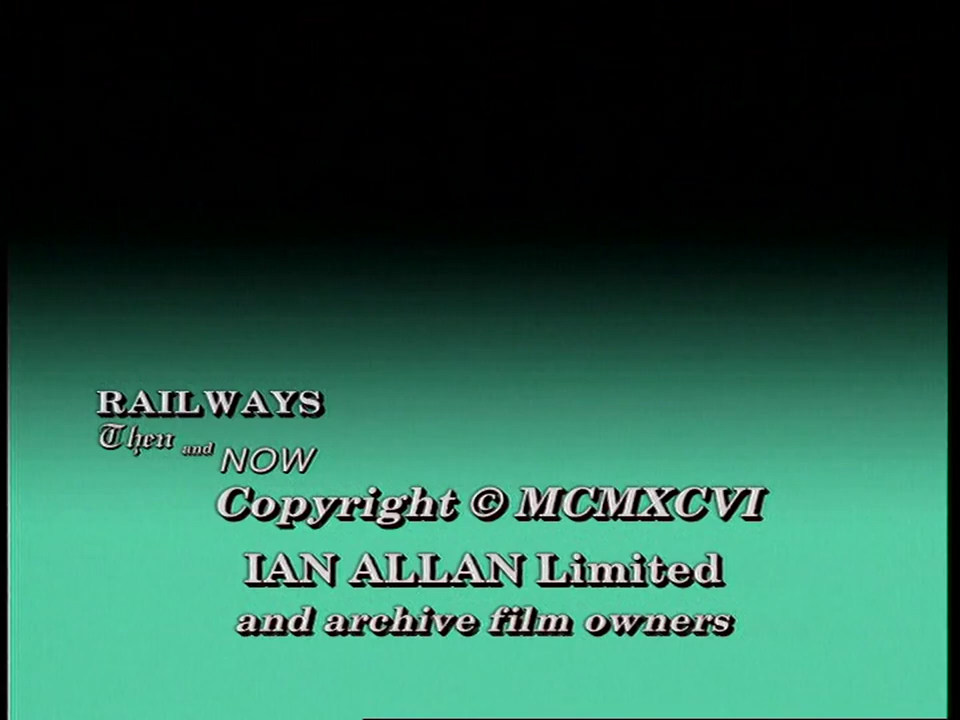 RAILWAYS
Then and NOW
Copyright © MCMXCVI
IAN ALLAN Limited
and archive film owners